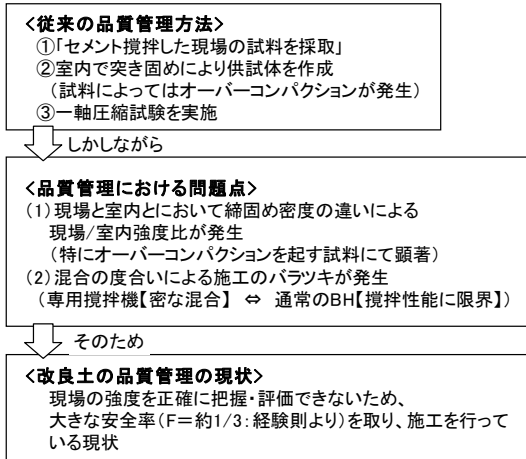 <従来の品質管理方法>
①「セメント撹拌した現場の試料を採取」
②室内で突き固めにより供試体を作成
（試料によってはオーバーコンパクションが発生）
③一軸圧縮試験を実施
しかしながら
<品質管理における問題点>
(1)現場と室内とにおいて締固め密度の違いによる
現場/室内強度比が発生
（特にオーバーコンパクションを起す試料にて顕著）
(2)混合の度合いによる施工のバラツキが発生
（専用撹拌機【密な混合】 ⇔ 通常のBH【撹拌性能に限界】）
そのため
<改良土の品質管理の現状>
現場の強度を正確に把握・評価できないため、
大きな安全率（F＝約1/3：経験則より）を取り、施工を行って
いる現状